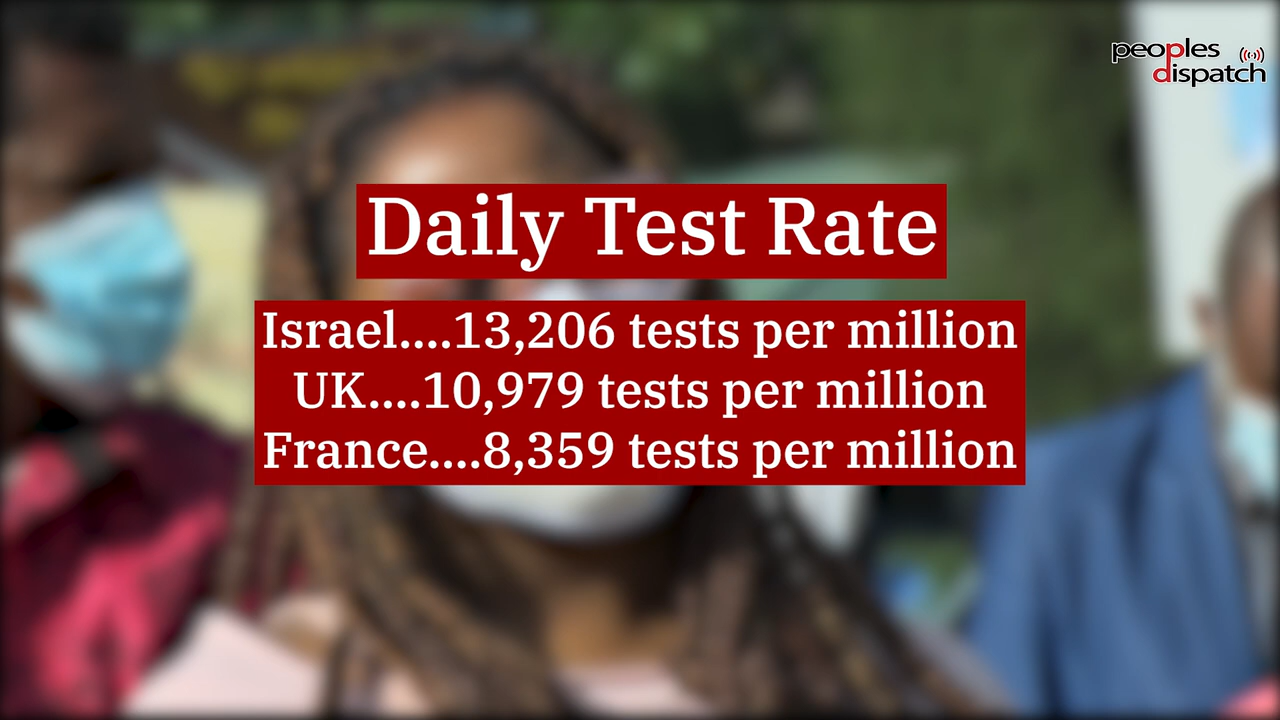 peoples
dispatch
Daily Test Rate
Israel....13,206 tests per million
UK....10,979 tests per million
France....8,359 tests per million